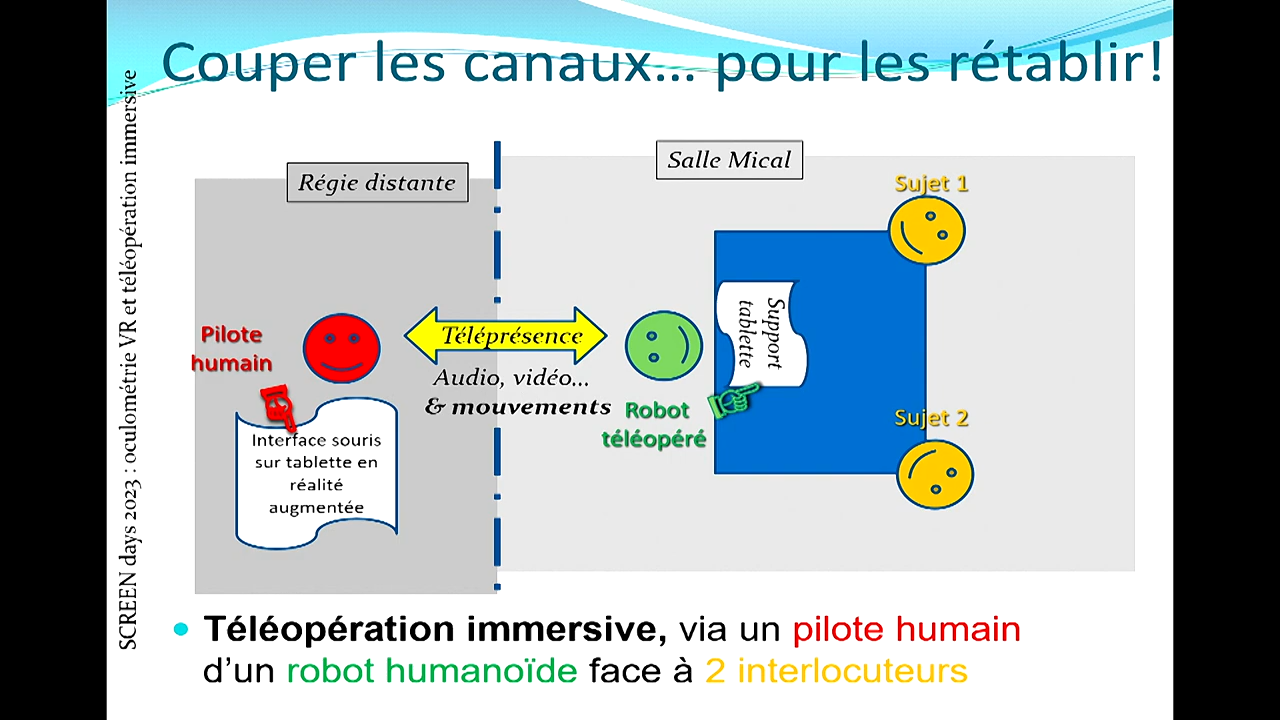 Couper les canaux... pour les rétablir!
SCREEN days 2023 : oculométrie VR et téléopération immersive
Régie distante
Salle Mical
Sujet 1
Pilote
humain
Téléprésence
Audio, vidéo...
& mouvements
Robot
téléopéré
Support
tablette
Sujet 2
Interface souris
sur tablette en
réalité
augmentée
• Téléopération immersive, via un pilote humain
d'un robot humanoïde face à 2 interlocuteurs